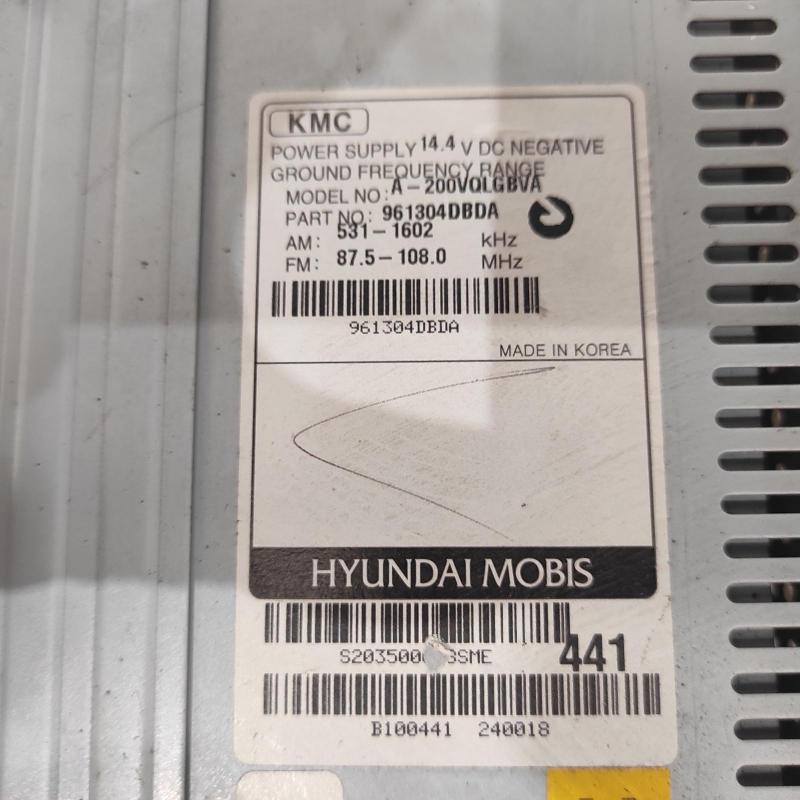 KMC
POWER SUPPLY 14.4 V DC NEGATIVE
GROUND FREQUENCY RANGE
MODEL NO: A-200VQLGBVA
PART NO: 961304DBDA
AM: 531-1602 kHz
FM: 87.5-108.0 MHz
961304DBDA
MADE IN KOREA
HYUNDAI MOBIS
441
B100441 240018